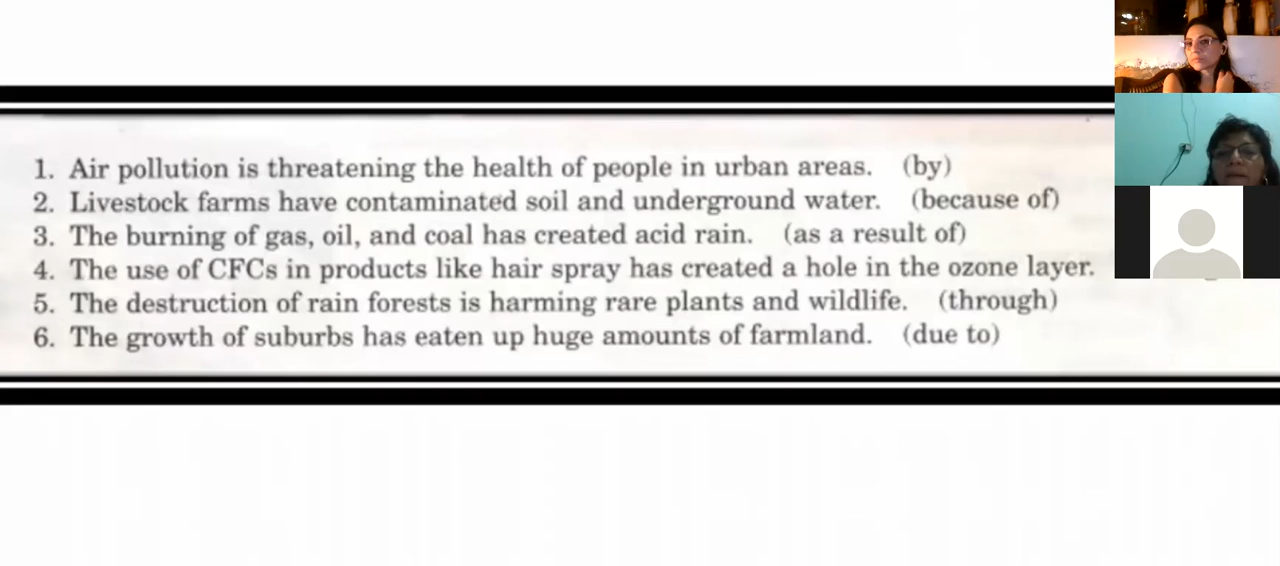 1. Air pollution is threatening the health of people in urban areas. (by)
2. Livestock farms have contaminated soil and underground water. (because of)
3. The burning of gas, oil, and coal has created acid rain. (as a result of)
4. The use of CFCs in products like hair spray has created a hole in the ozone layer.
5. The destruction of rain forests is harming rare plants and wildlife. (through)
6. The growth of suburbs has eaten up huge amounts of farmland. (due to)